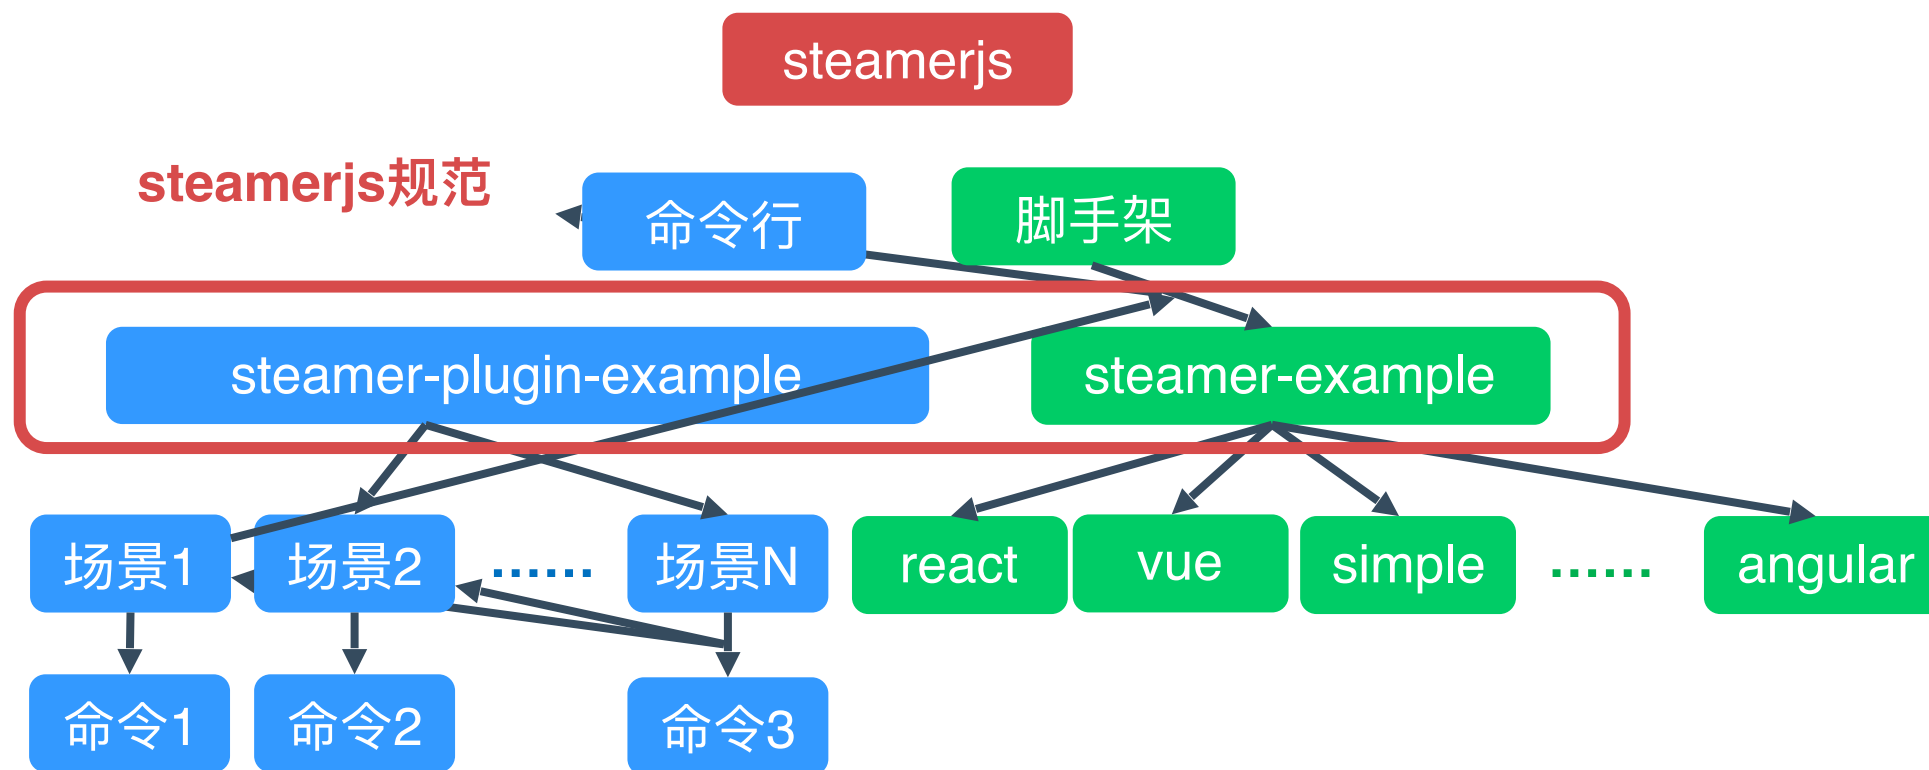 steamerjs
steamerjs规范
命令行
脚手架
steamer-plugin-example
steamer-example
场景1
场景2
......
场景N
react
vue
simple
......
angular
命令1
命令2
命令3